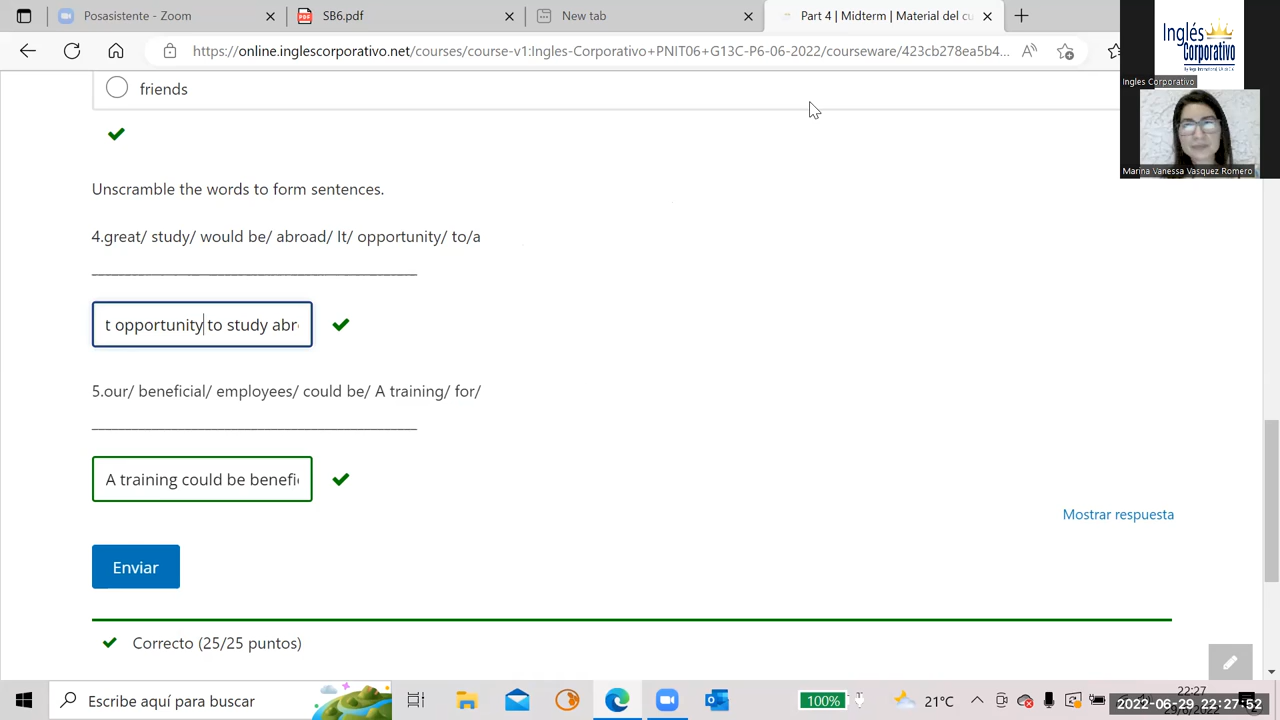 Posasistente - Zoom
SB6.pdf
New tab
Part 4 | Midterm | Material del cu
https://online.inglescorporativo.net/courses/course-v1:Ingles-Corporativo+PNIT06+G13C-P6-06-2022/courseware/423cb278ea5b4...
Inglés
Corporativo
Ingles Corporativo
Marina Vanessa Vasquez Romero
friends
Unscramble the words to form sentences.
4.great/ study/ would be/ abroad/ It/ opportunity/ to/a
t opportunity to study abr
5.our/ beneficial/ employees/ could be/ A training/ for/
A training could be benefi
Mostrar respuesta
Enviar
Correcto (25/25 puntos)
Escribe aquí para buscar
100%
21°C
22:27
2022-06-29 22:27:52